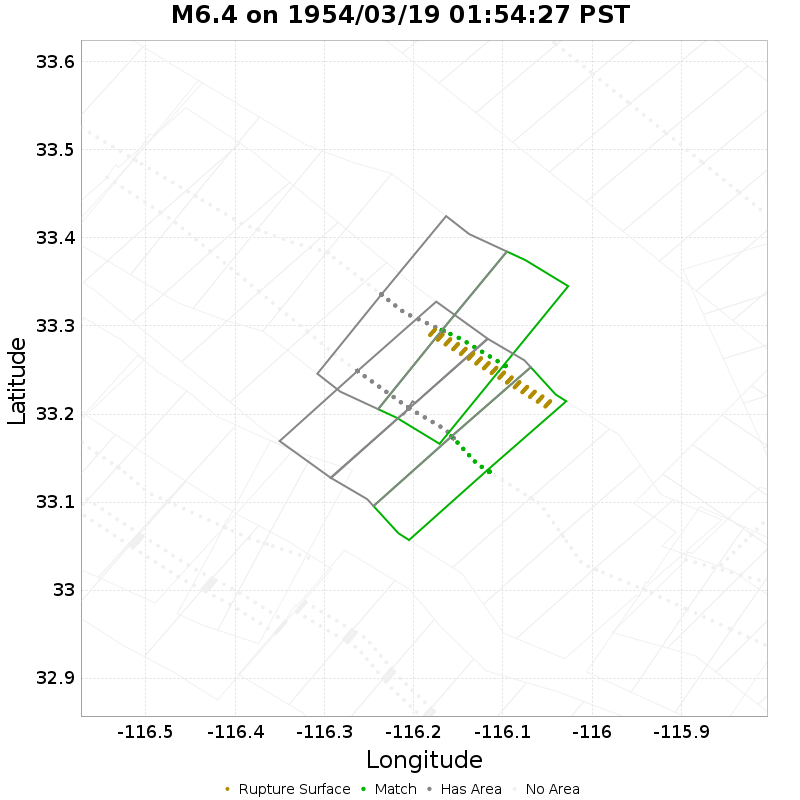 M6.4 on 1954/03/19 01:54:27 PST
33.6
33.5
33.4
33.3
33.2
33.1
33
32.9
Latitude
-116.5 -116.4 -116.3 -116.2 -116.1 -116 -115.9
Longitude
Rupture Surface Match Has Area No Area